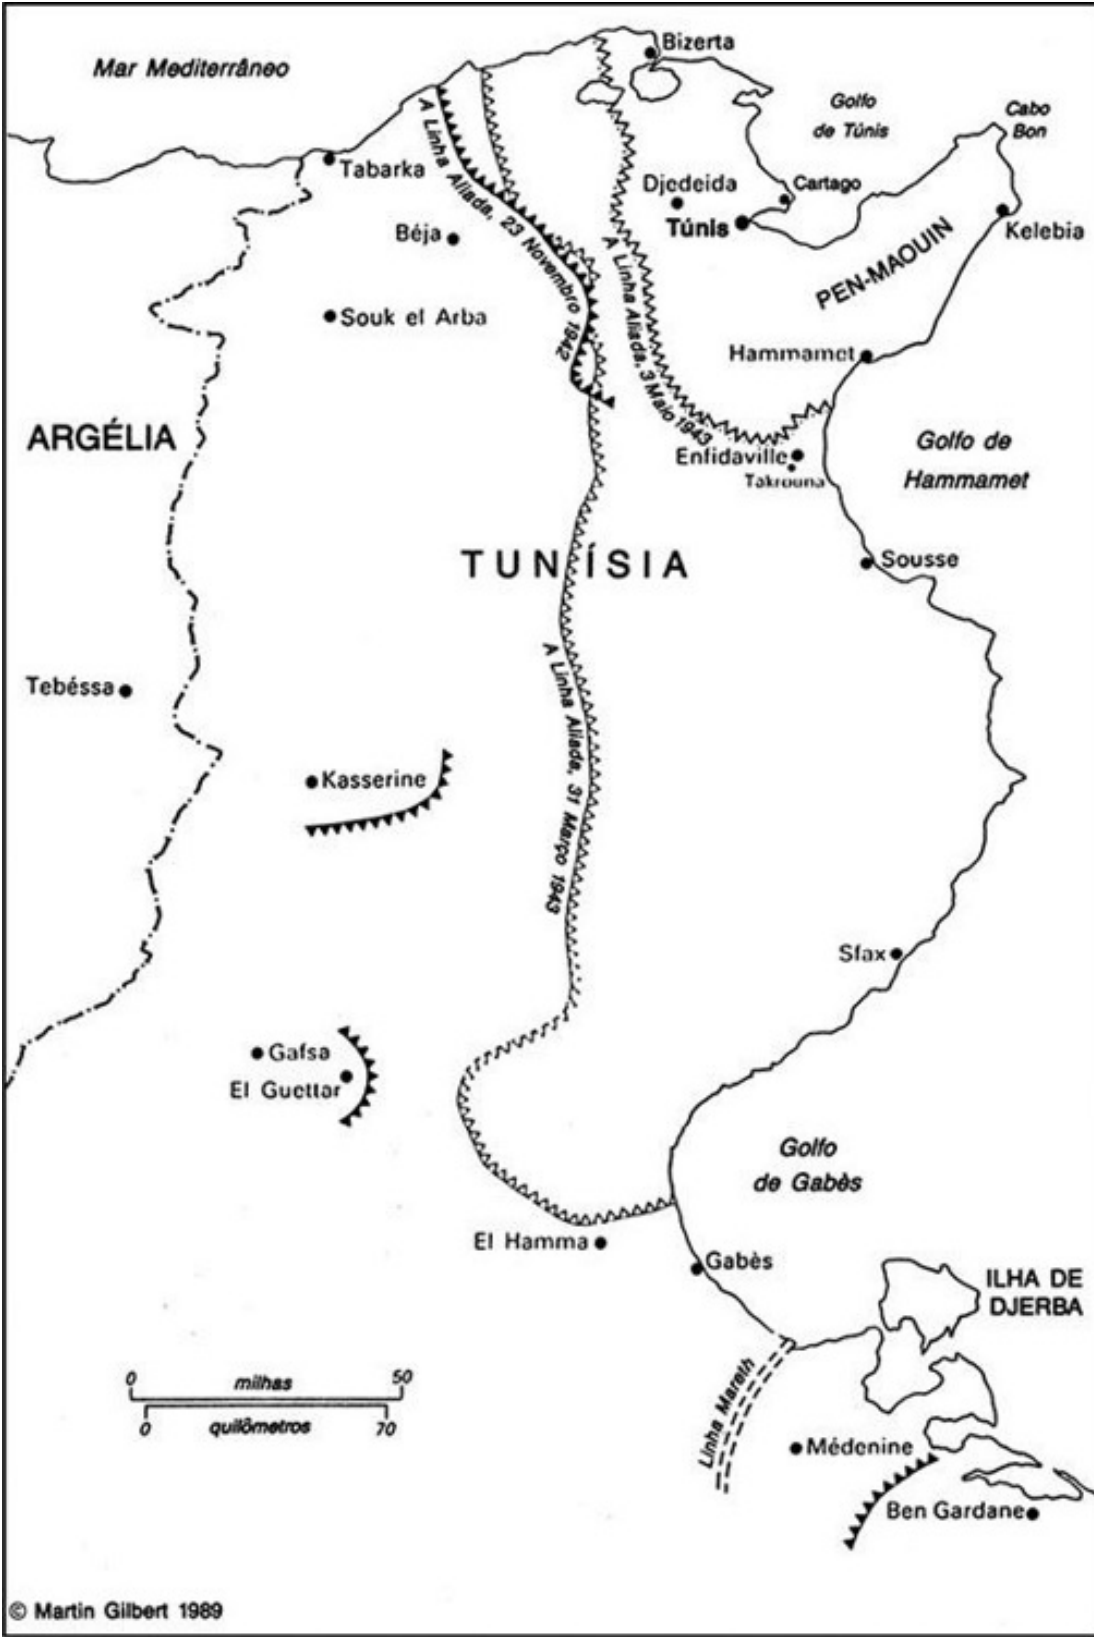 Mar Mediterrâneo
Bizerta
Golfo
de Túnis
Cabo
Bon
Tabarka
A Linha Aliada, 23 Novembro 1942
Djedeida
Cartago
Túnis
Kelebia
Béja
PEN-MAOUIN
Souk el Arba
A Linha Aliada, 3 Maio 1943
Hammamet
ARGÉLIA
Golfo de
Hammamet
Enfidaville
Takrouna
TUNÍSIA
Sousse
A Linha Aliada, 31 Março 1943
Tebéssa
Kasserine
Sfax
Gafsa
El Guettar
Golfo
de Gabès
El Hamma
Gabès
ILHA DE
DJERBA
0 milhas 50
0 quilômetros 70
Linha Mareth
Médenine
Ben Gardane
© Martin Gilbert 1989